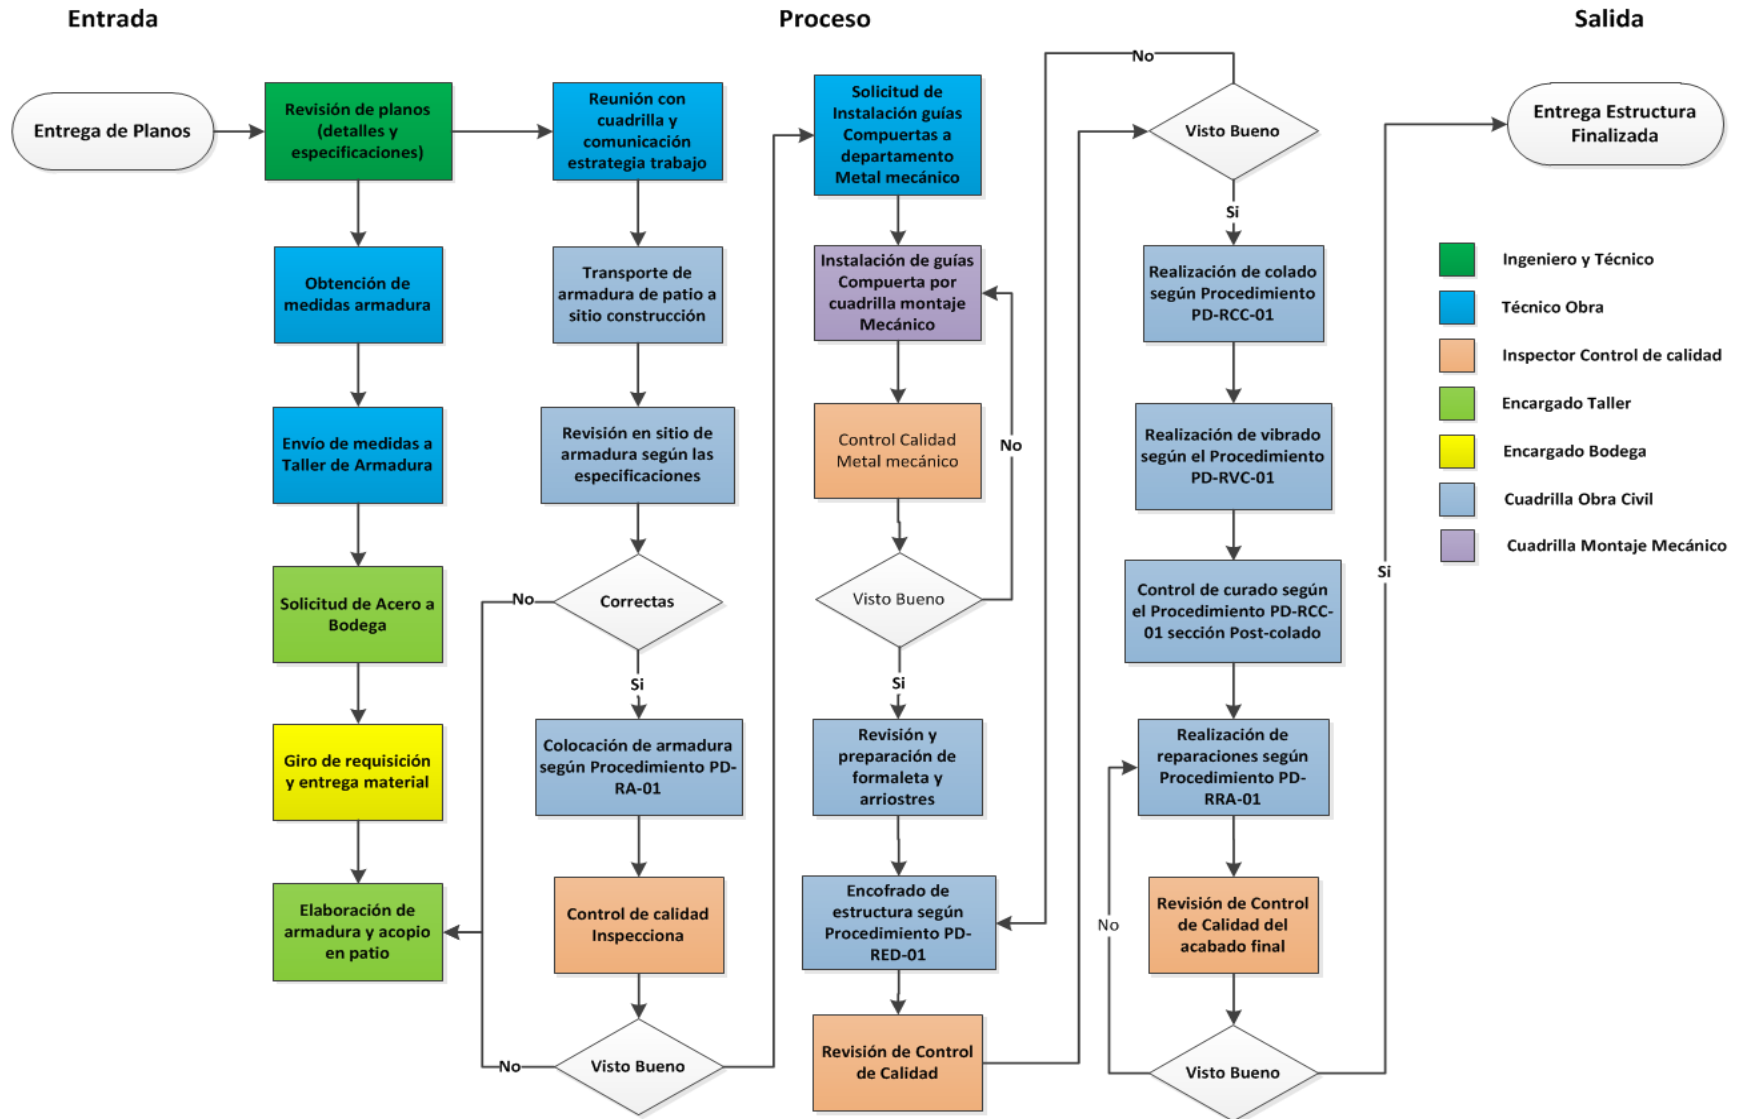 Entrada
Proceso
Salida
Entrega de Planos
Revisión de planos
(detalles y
especificaciones)
Obtención de
medidas armadura
Envío de medidas a
Taller de Armadura
Solicitud de Acero a
Bodega
Giro de requisición
y entrega material
Elaboración de
armadura y acopio
en patio
Reunión con
cuadrilla y
comunicación
estrategia trabajo
Transporte de
armadura de patio a
sitio construcción
Revisión en sitio de
armadura según las
especificaciones
Correctas
No
Si
Colocación de armadura
según Procedimiento PD-
RA-01
Control de calidad
Inspecciona
Visto Bueno
No
Solicitud de
Instalación guías
Compuertas a
departamento
Metal mecánico
Instalación de guías
Compuerta por
cuadrilla montaje
Mecánico
Control Calidad
Metal mecánico
Visto Bueno
No
Si
Revisión y
preparación de
formaleta y
arriostres
Encofrado de
estructura según
Procedimiento PD-
RED-01
Revisión de Control
de Calidad
Visto Bueno
No
Si
Realización de colado
según Procedimiento
PD-RCC-01
Realización de vibrado
según el Procedimiento
PD-RVC-01
Control de curado según
el Procedimiento PD-RCC-
01 sección Post-colado
Realización de
reparaciones según
Procedimiento PD-
RRA-01
Revisión de Control
de Calidad del
acabado final
Visto Bueno
No
Si
Entrega Estructura
Finalizada
Ingeniero y Técnico
Técnico Obra
Inspector Control de calidad
Encargado Taller
Encargado Bodega
Cuadrilla Obra Civil
Cuadrilla Montaje Mecánico